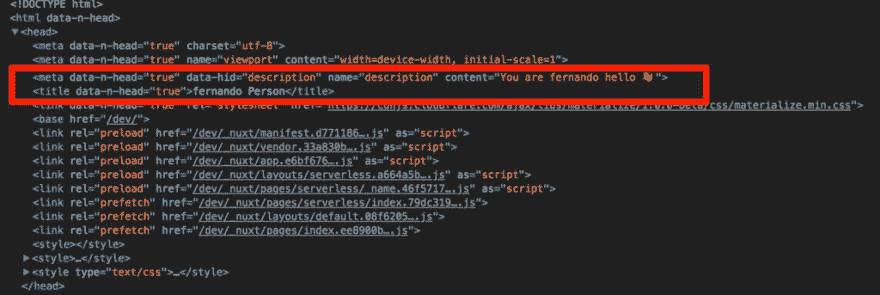 <!DOCTYPE html>
<html data-n-head>
▼<head>
<meta data-n-head="true" charset="utf-8">
<meta data-n-head="true" name="viewport" content="width=device-width, initial-scale=1">
<meta data-n-head="true" data-hid="description" name="description" content="You are fernando hello 👋">
<title data-n-head="true">fernando Person</title>
<link data-n-head="true" rel="stylesheet" href="https://cdnjs.cloudflare.com/ajax/libs/materialize/1.0.0-beta/css/materialize.min.css">
<base href="/dev/">
<link rel="preload" href="/dev/_nuxt/manifest.d771186….js" as="script">
<link rel="preload" href="/dev/_nuxt/vendor.33a830b….js" as="script">
<link rel="preload" href="/dev/_nuxt/app.e6bf676….js" as="script">
<link rel="preload" href="/dev/_nuxt/layouts/serverless.a664a5b….js" as="script">
<link rel="preload" href="/dev/_nuxt/pages/serverless/_name.46f5717….js" as="script">
<link rel="prefetch" href="/dev/_nuxt/pages/serverless/index.79dc319….js">
<link rel="prefetch" href="/dev/_nuxt/layouts/default.08f6205….js">
<link rel="prefetch" href="/dev/_nuxt/pages/index.ee8900b….js">
<style></style>
▶<style>…</style>
▶<style type="text/css">…</style>
</head>